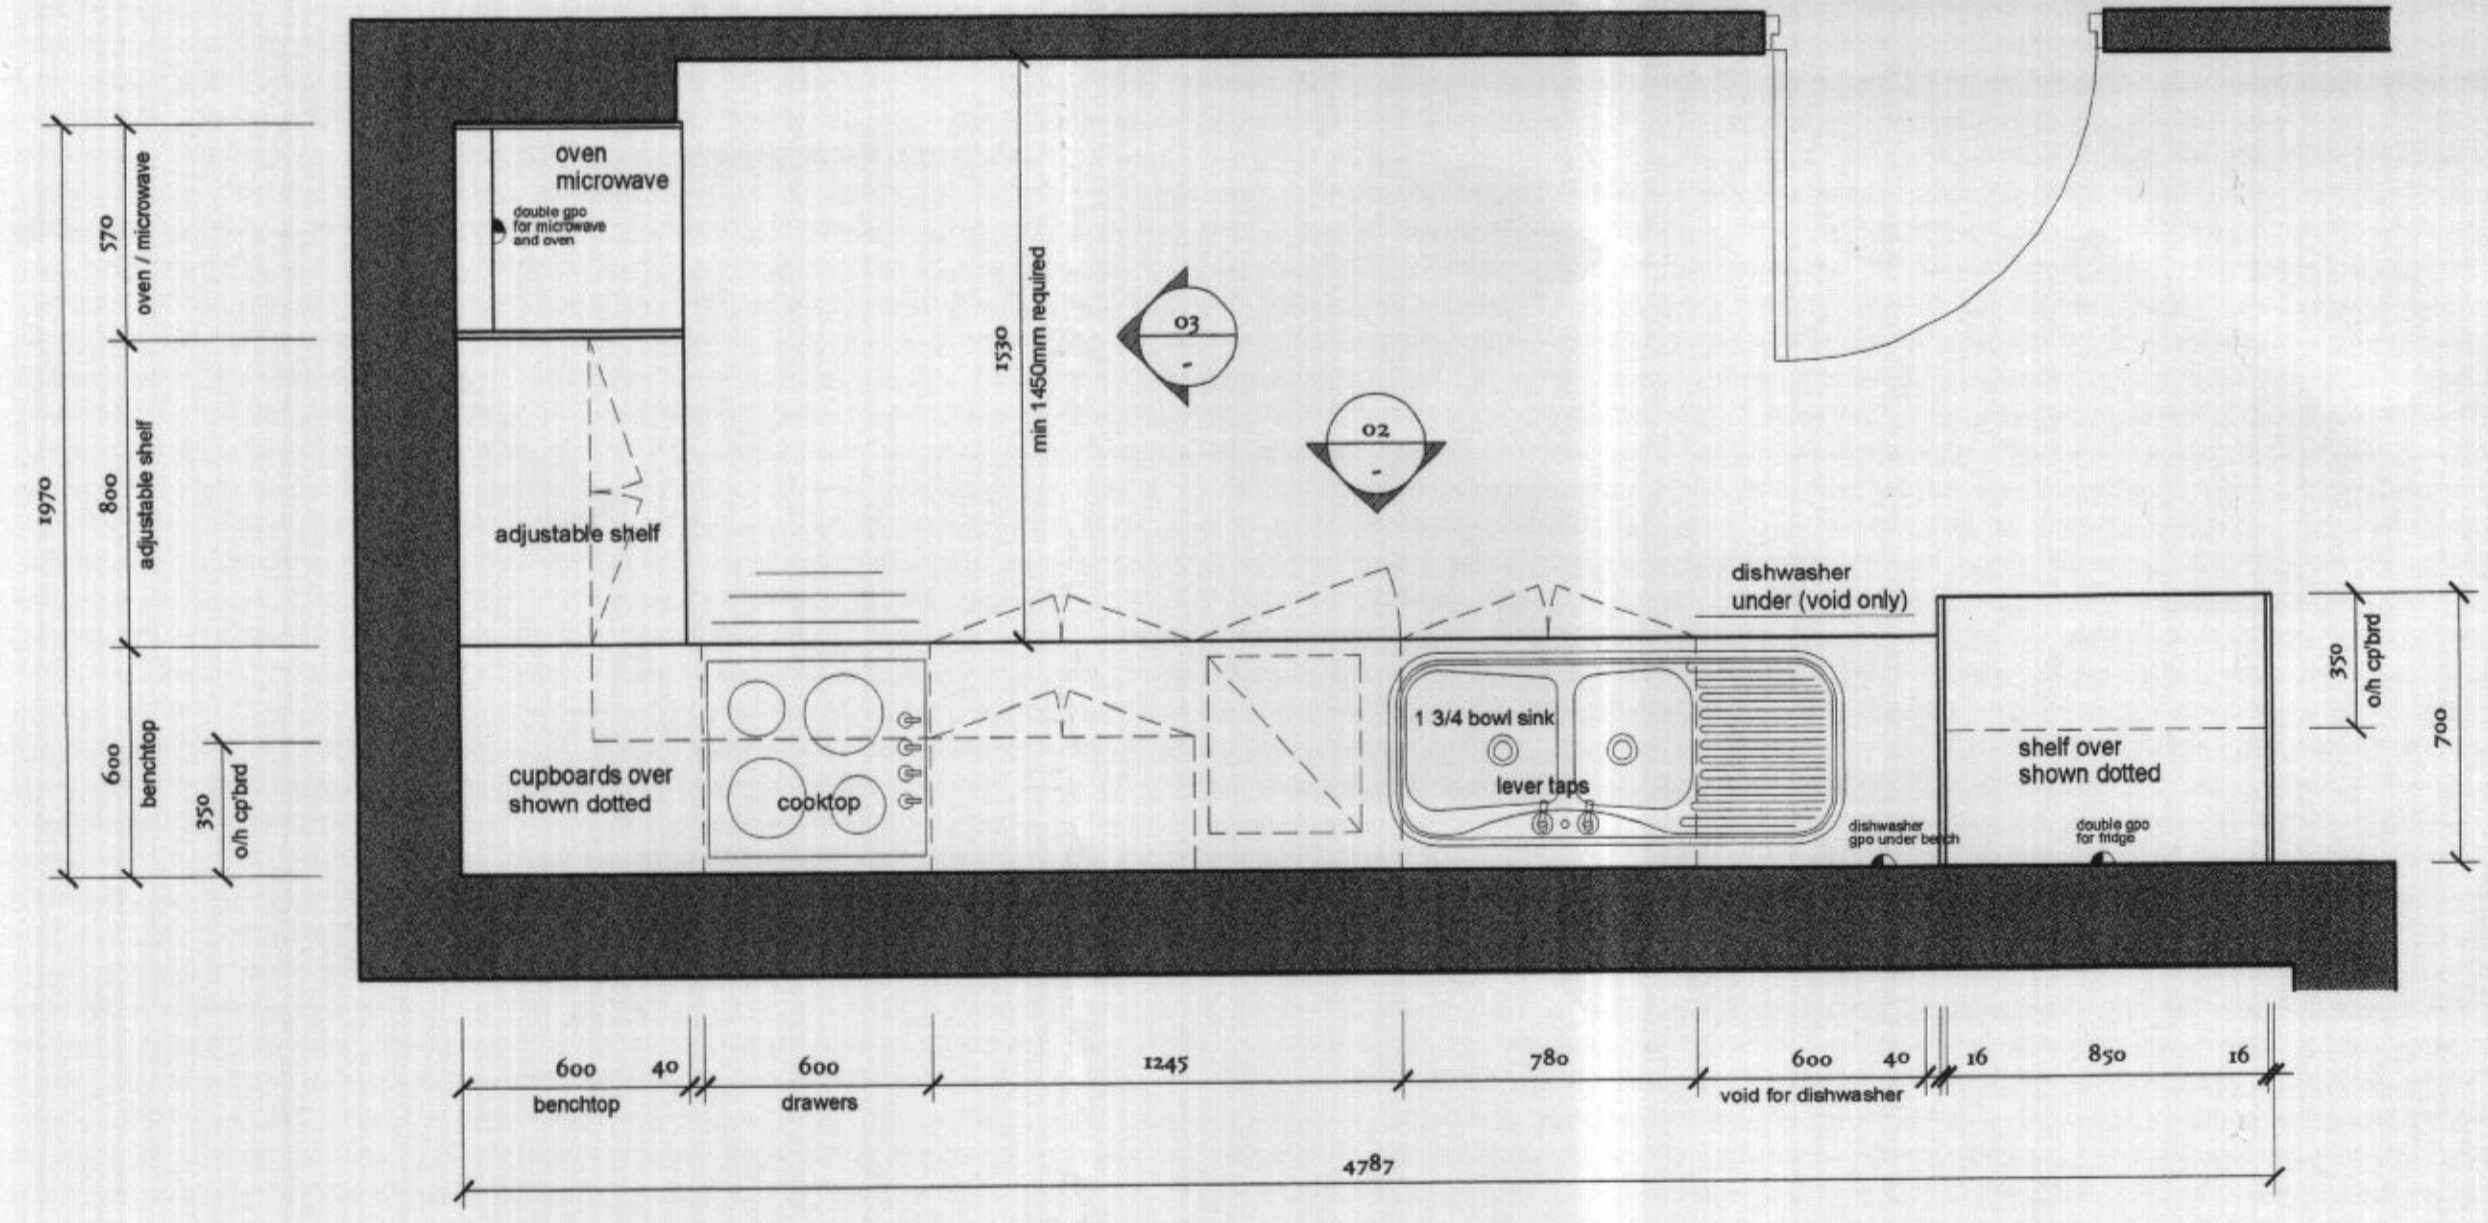 oven
microwave
double gpo
for microwave
and oven
570
oven / microwave
1970
800
adjustable shelf
adjustable shelf
1530
min 1450mm required
03
-
02
-
dishwasher
under (void only)
350
o/h cp'brd
700
600
benchtop
350
o/h cp'brd
cupboards over
shown dotted
cooktop
1 3/4 bowl sink
lever taps
shelf over
shown dotted
dishwasher
gpo under bench
double gpo
for fridge
600 40 600 1245 780 600 40 16 850 16
benchtop drawers void for dishwasher
4787